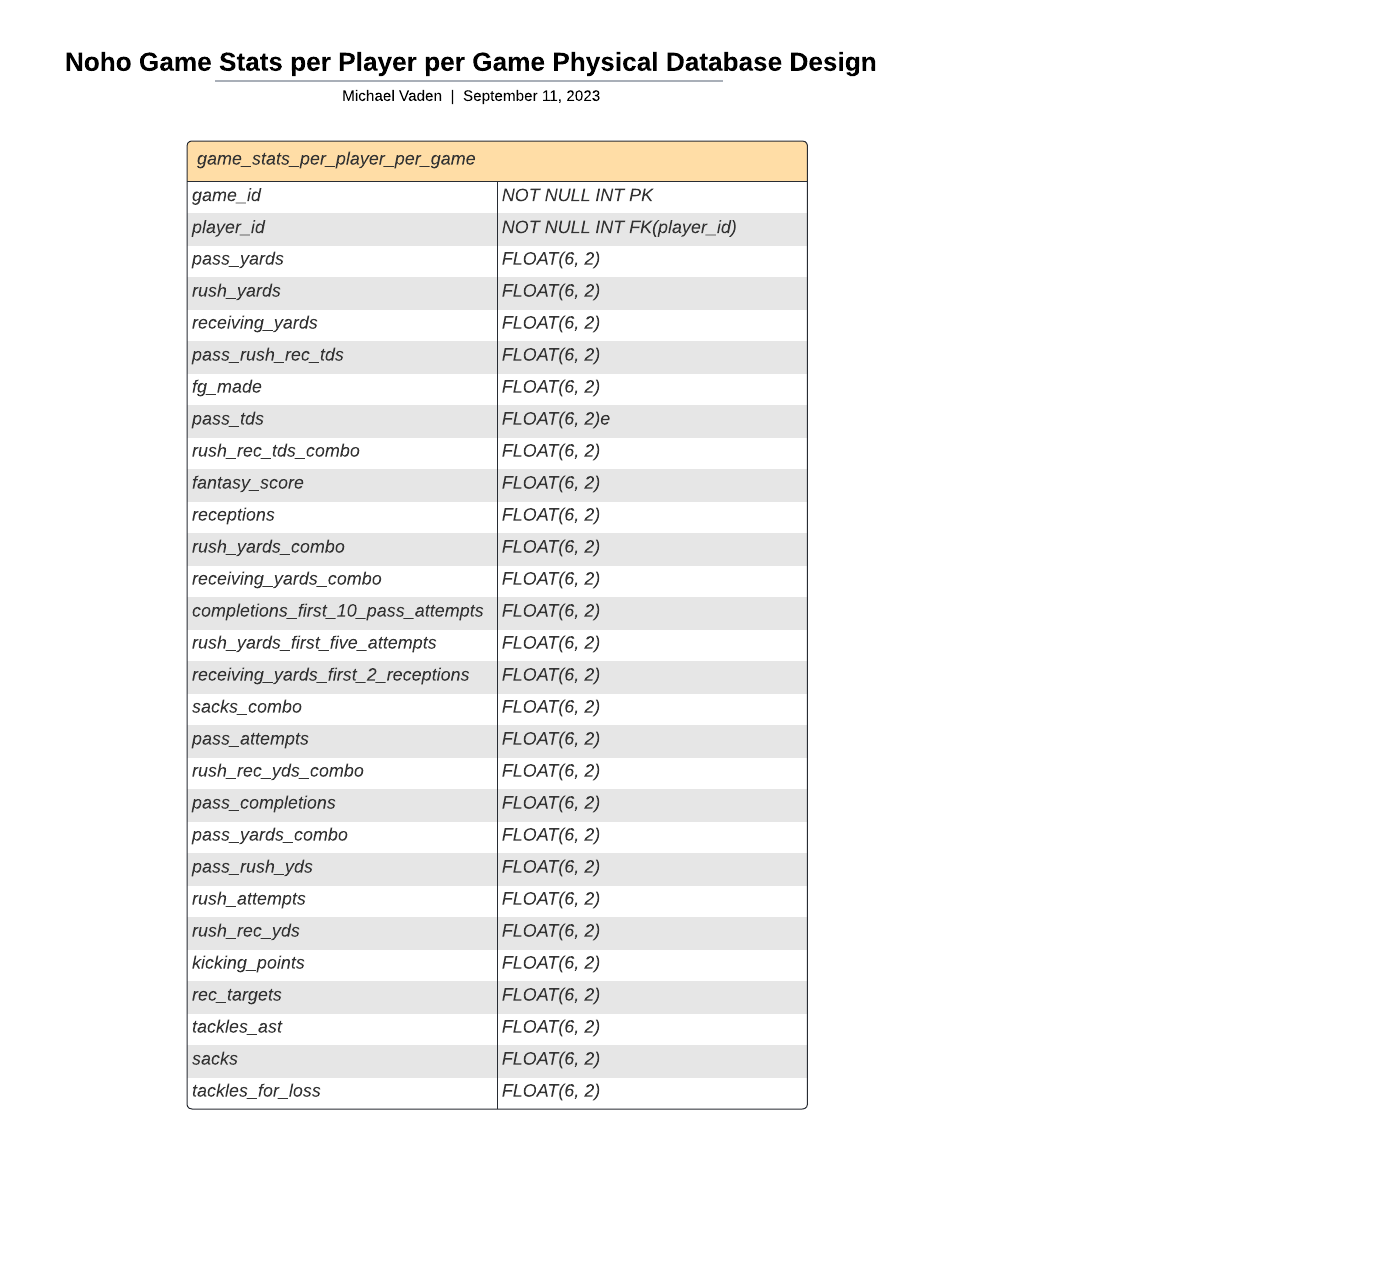 Noho Game Stats per Player per Game Physical Database Design
Michael Vaden | September 11, 2023
game_stats_per_player_per_game
game_id NOT NULL INT PK
player_id NOT NULL INT FK(player_id)
pass_yards FLOAT(6, 2)
rush_yards FLOAT(6, 2)
receiving_yards FLOAT(6, 2)
pass_rush_rec_tds FLOAT(6, 2)
fg_made FLOAT(6, 2)
pass_tds FLOAT(6, 2)e
rush_rec_tds_combo FLOAT(6, 2)
fantasy_score FLOAT(6, 2)
receptions FLOAT(6, 2)
rush_yards_combo FLOAT(6, 2)
receiving_yards_combo FLOAT(6, 2)
completions_first_10_pass_attempts FLOAT(6, 2)
rush_yards_first_five_attempts FLOAT(6, 2)
receiving_yards_first_2_receptions FLOAT(6, 2)
sacks_combo FLOAT(6, 2)
pass_attempts FLOAT(6, 2)
rush_rec_yds_combo FLOAT(6, 2)
pass_completions FLOAT(6, 2)
pass_yards_combo FLOAT(6, 2)
pass_rush_yds FLOAT(6, 2)
rush_attempts FLOAT(6, 2)
rush_rec_yds FLOAT(6, 2)
kicking_points FLOAT(6, 2)
rec_targets FLOAT(6, 2)
tackles_ast FLOAT(6, 2)
sacks FLOAT(6, 2)
tackles_for_loss FLOAT(6, 2)